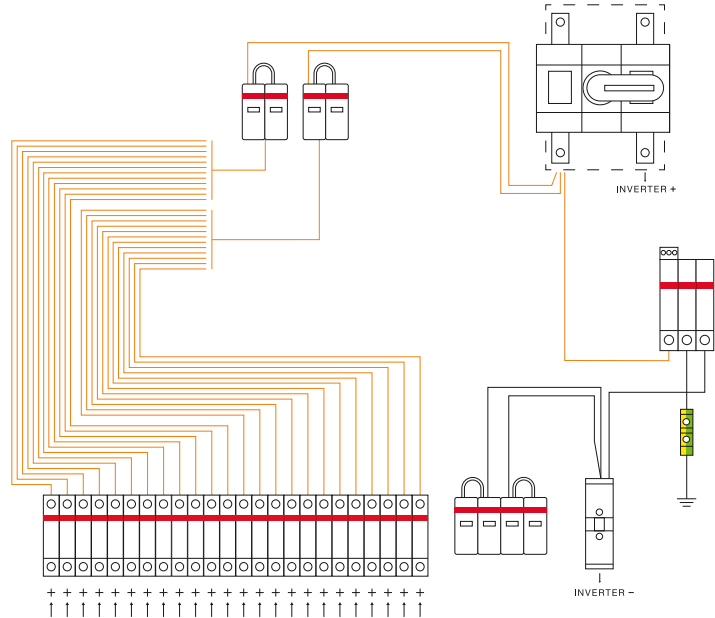 INVERTER +
INVERTER –
+ + + + + + + + + + + + + + + + + + + + + + + +